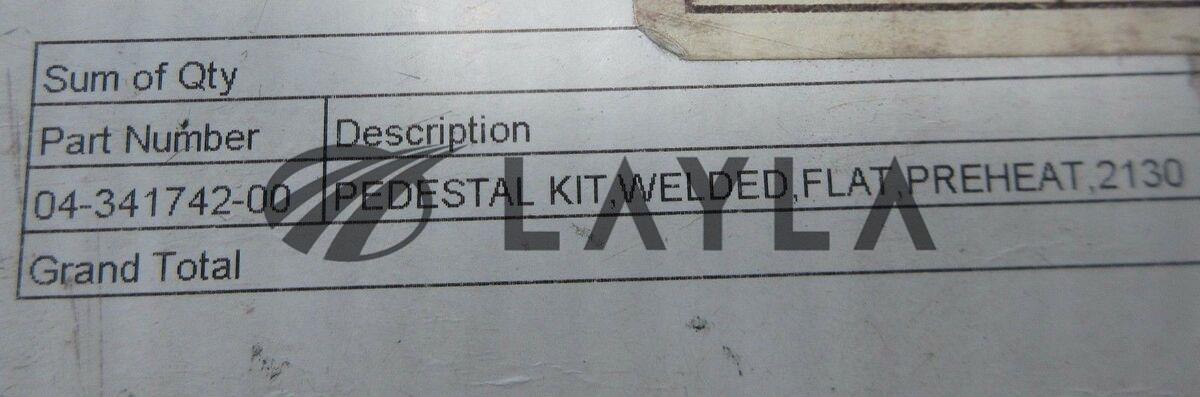 Sum of Qty
Part Number Description
04-341742-00 PEDESTAL KIT,WELDED,FLAT,PREHEAT,2130
LAYLA
Grand Total